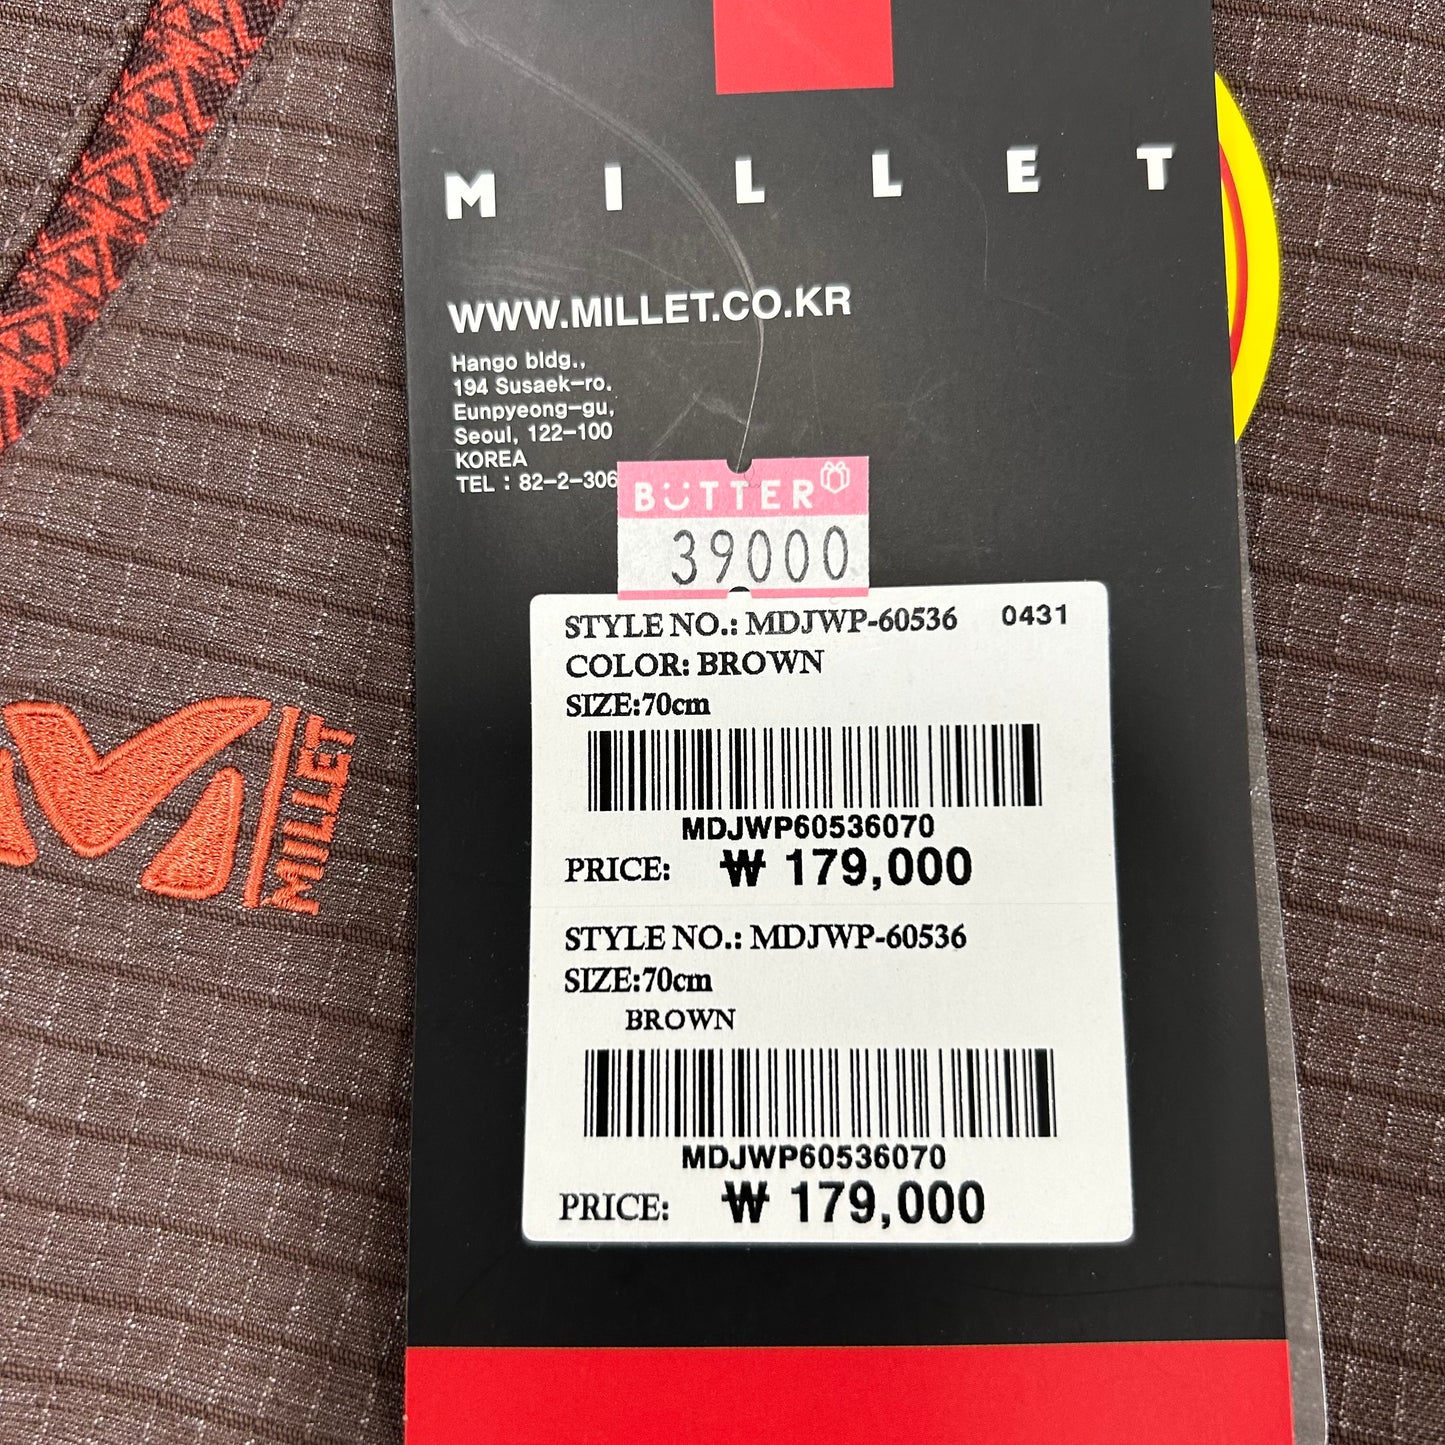 MILLET
WWW.MILLET.CO.KR
Hango bldg.,
194 Susaek-ro.
Eunpyeong-gu,
Seoul, 122-100
KOREA
TEL : 82-2-306
BUTTER
39000
STYLE NO.: MDJWP-60536 0431
COLOR: BROWN
SIZE:70cm
MDJWP60536070
PRICE: ₩ 179,000
STYLE NO.: MDJWP-60536
SIZE:70cm
BROWN
MDJWP60536070
PRICE: ₩ 179,000
MILLET